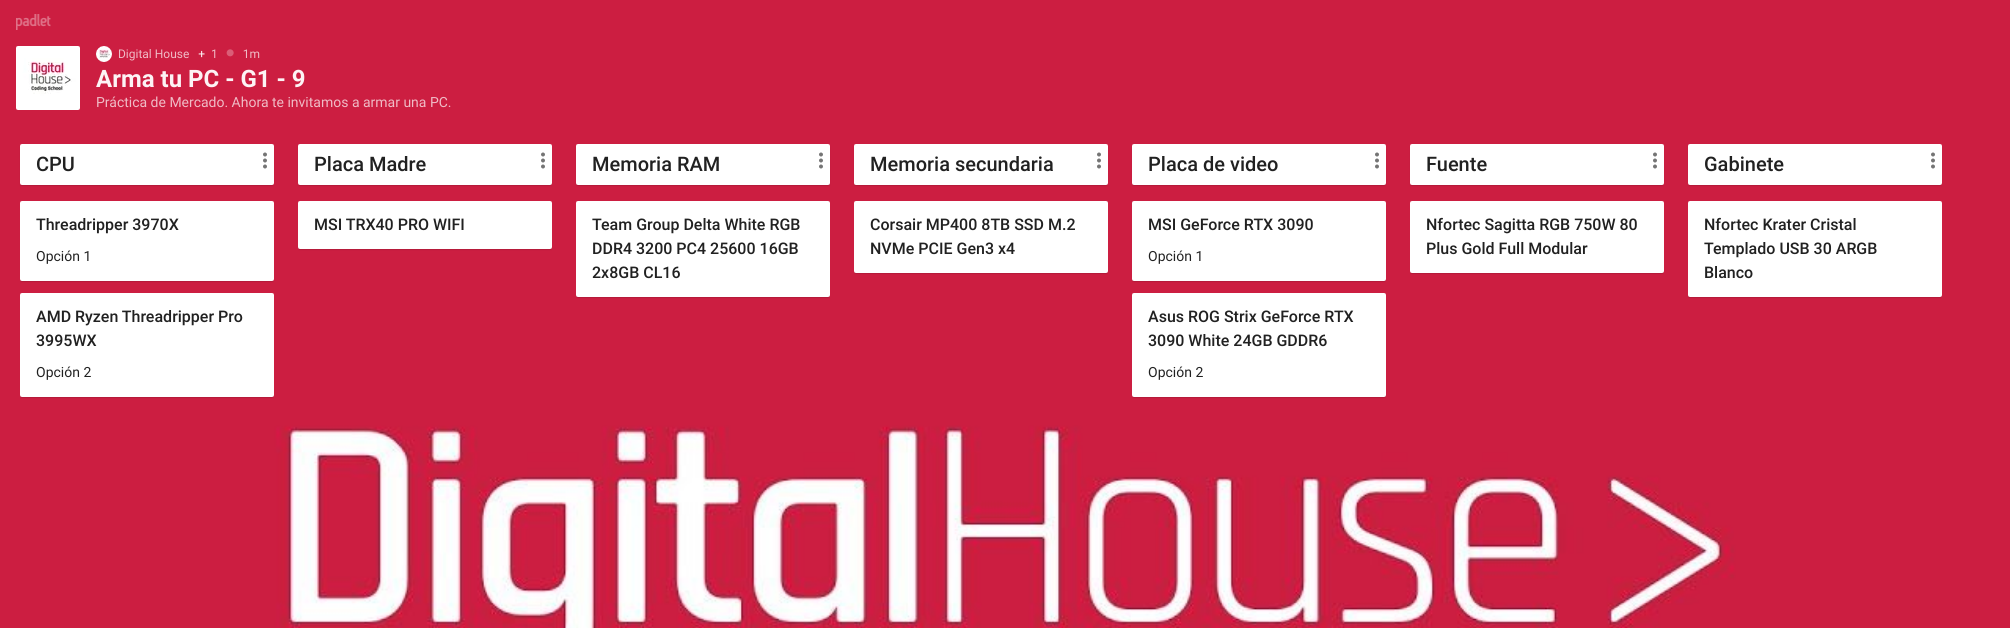 padlet
Digital House + 1 1m
Arma tu PC - G1 - 9
Práctica de Mercado. Ahora te invitamos a armar una PC.
Digital
House>
Coding School
CPU
Threadripper 3970X
Opción 1
AMD Ryzen Threadripper Pro
3995WX
Opción 2
Placa Madre
MSI TRX40 PRO WIFI
Memoria RAM
Team Group Delta White RGB
DDR4 3200 PC4 25600 16GB
2x8GB CL16
Memoria secundaria
Corsair MP400 8TB SSD M.2
NVMe PCIE Gen3 x4
Placa de video
MSI GeForce RTX 3090
Opción 1
Asus ROG Strix GeForce RTX
3090 White 24GB GDDR6
Opción 2
Fuente
Nfortec Sagitta RGB 750W 80
Plus Gold Full Modular
Gabinete
Nfortec Krater Cristal
Templado USB 30 ARGB
Blanco
DigitalHouse>